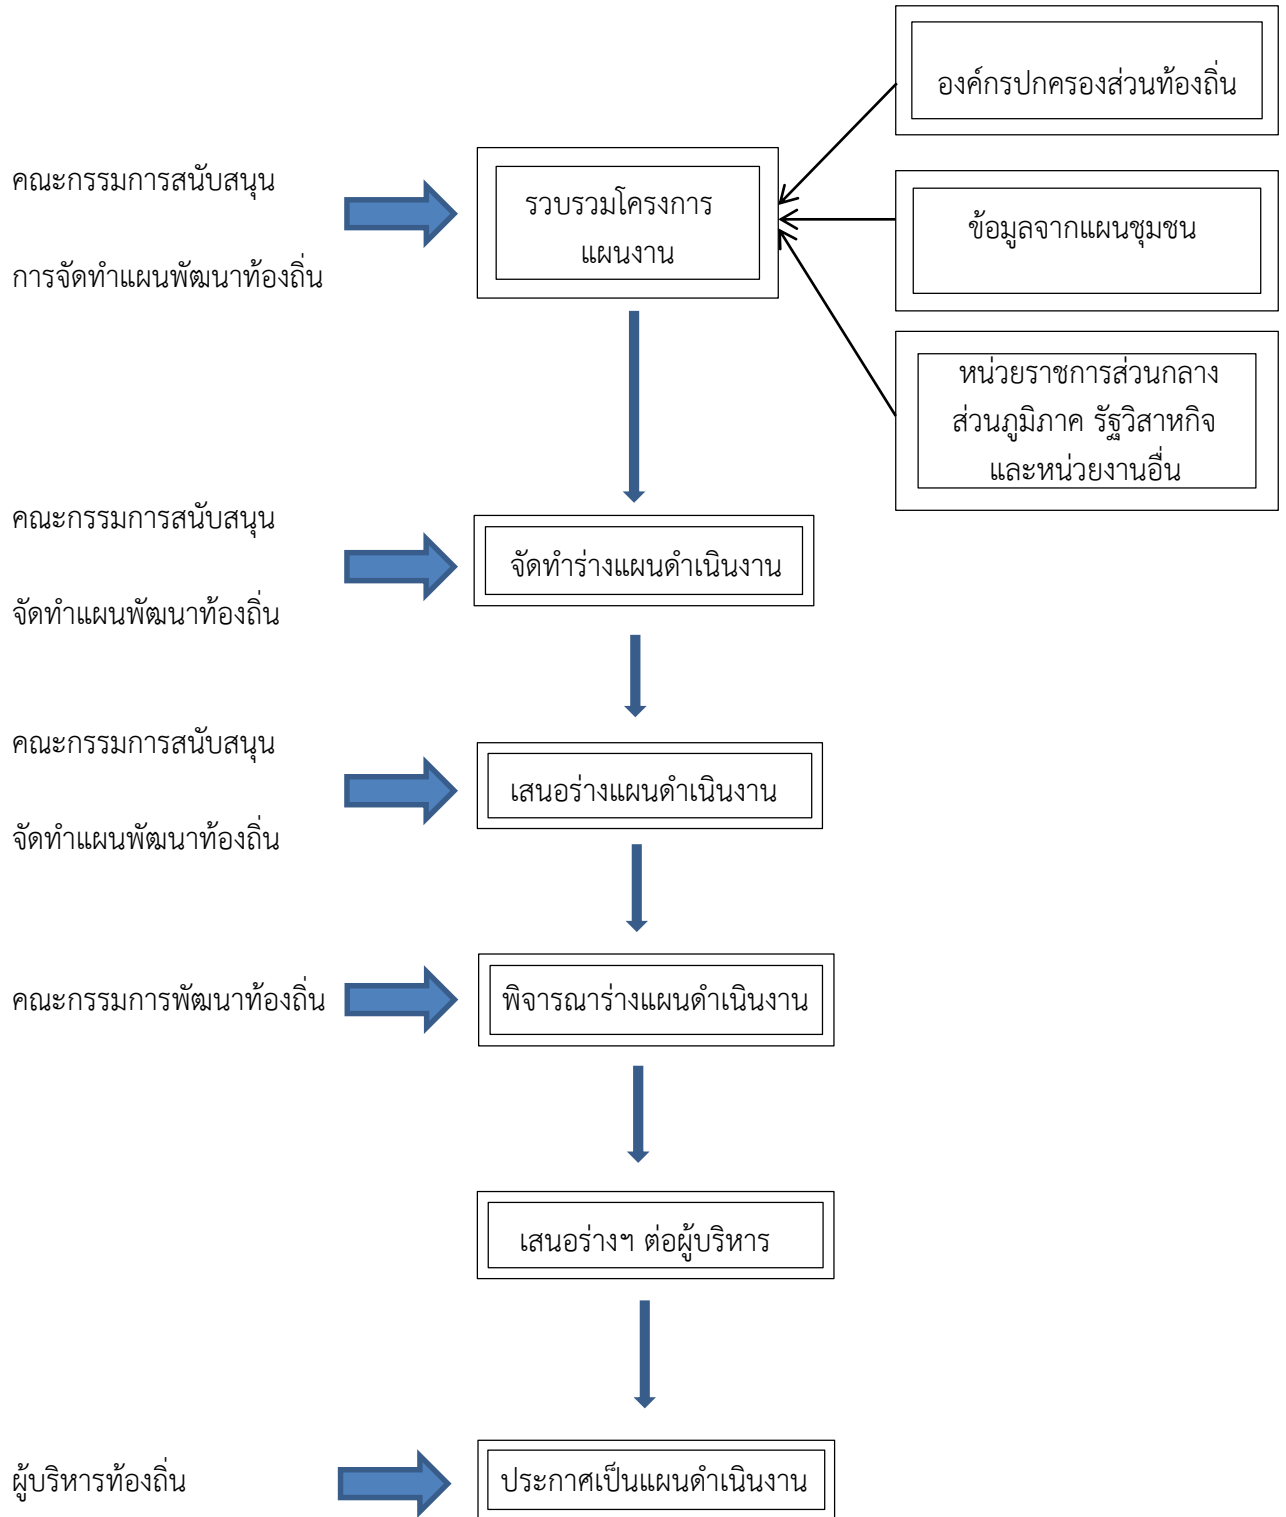 องค์กรปกครองส่วนท้องถิ่น
คณะกรรมการสนับสนุน
การจัดทำแผนพัฒนาท้องถิ่น
รวบรวมโครงการ
แผนงาน
ข้อมูลจากแผนชุมชน
หน่วยราชการส่วนกลาง
ส่วนภูมิภาค รัฐวิสาหกิจ
และหน่วยงานอื่น
คณะกรรมการสนับสนุน
จัดทำแผนพัฒนาท้องถิ่น
จัดทำร่างแผนดำเนินงาน
คณะกรรมการสนับสนุน
จัดทำแผนพัฒนาท้องถิ่น
เสนอร่างแผนดำเนินงาน
คณะกรรมการพัฒนาท้องถิ่น
พิจารณาร่างแผนดำเนินงาน
เสนอร่างฯ ต่อผู้บริหาร
ผู้บริหารท้องถิ่น
ประกาศเป็นแผนดำเนินงาน